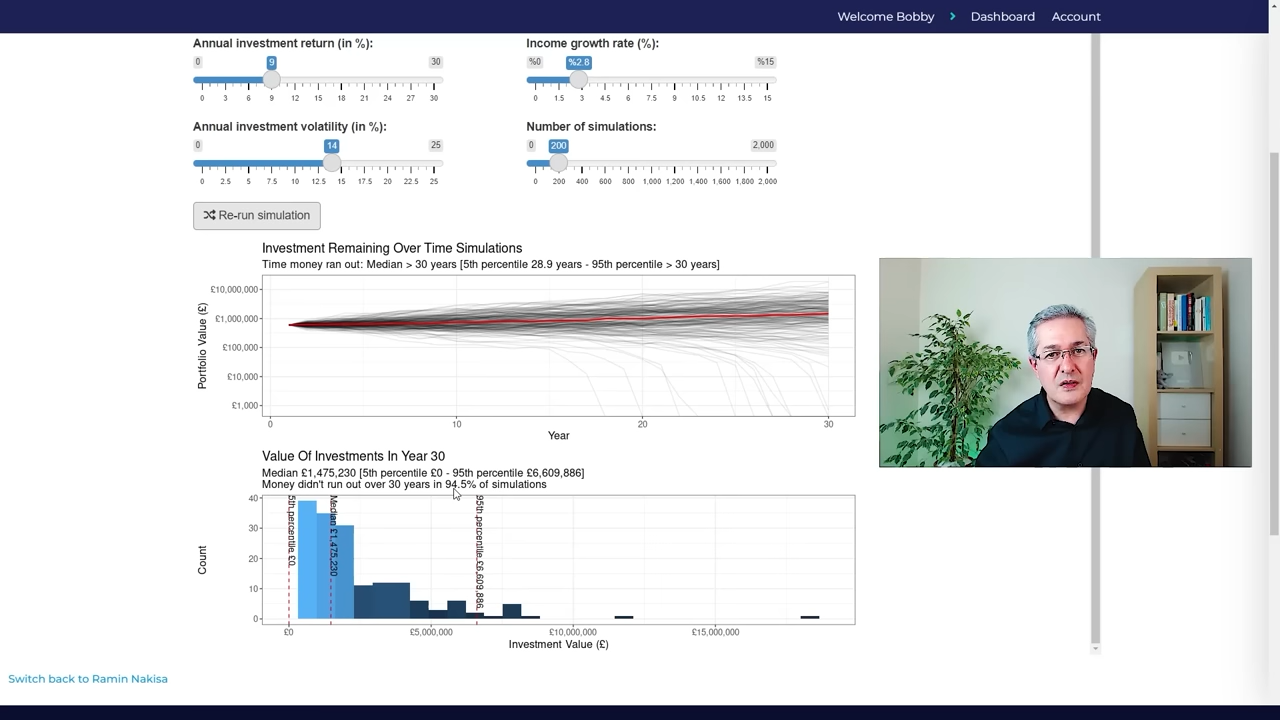 Welcome Bobby
Dashboard
Account
Annual investment return (in %):
0
9
30
0 3 6 9 12 15 18 21 24 27 30
Income growth rate (%):
%0
%2.8
%15
0 1.5 3 4.5 6 7.5 9 10.5 12 13.5 15
Annual investment volatility (in %):
0
14
25
0 2.5 5 7.5 10 12.5 15 17.5 20 22.5 25
Number of simulations:
0
200
2,000
0 200 400 600 800 1,000 1,200 1,400 1,600 1,800 2,000
Re-run simulation
Investment Remaining Over Time Simulations
Time money ran out: Median > 30 years [5th percentile 28.9 years - 95th percentile > 30 years]
Portfolio Value (£)
£10,000,000
£1,000,000
£100,000
£10,000
£1,000
0 10 20 30
Year
Value Of Investments In Year 30
Median £1,475,230 [5th percentile £0 - 95th percentile £6,609,886]
Money didn't run out over 30 years in 94.5% of simulations
Count
40
30
20
10
0
5th percentile £0
Median £1,475,230
95th percentile £6,609,886
£0 £5,000,000 £10,000,000 £15,000,000
Investment Value (£)
Switch back to Ramin Nakisa